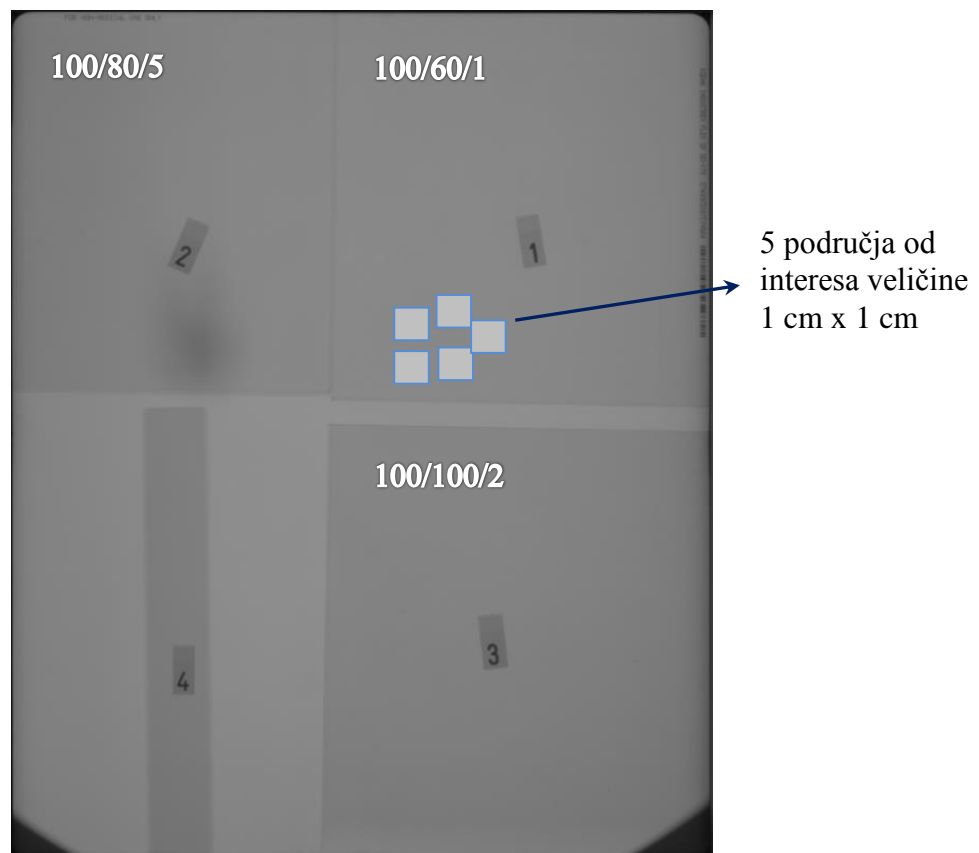 100/80/5
100/60/1
2
1
5 područja od
interesa veličine
1 cm x 1 cm
100/100/2
3
4